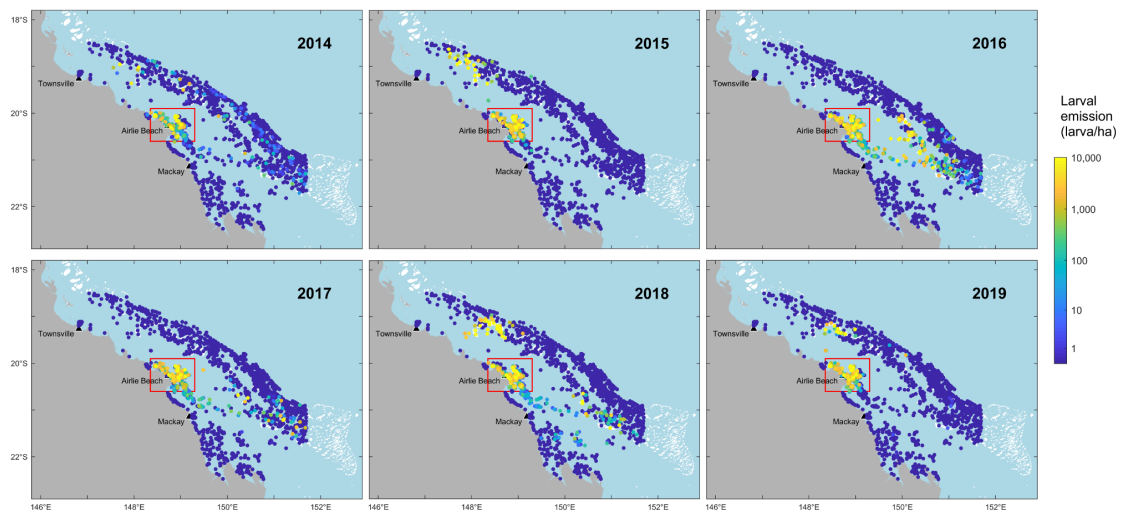 18°S
20°S
22°S
2014
Townsville
Airlie Beach
Mackay
2015
Townsville
Airlie Beach
Mackay
2016
Townsville
Airlie Beach
Mackay
Larval
emission
(larva/ha)
10,000
1,000
100
10
1
18°S
20°S
22°S
2017
Townsville
Airlie Beach
Mackay
2018
Townsville
Airlie Beach
Mackay
2019
Townsville
Airlie Beach
Mackay
146°E 148°E 150°E 152°E 146°E 148°E 150°E 152°E 146°E 148°E 150°E 152°E